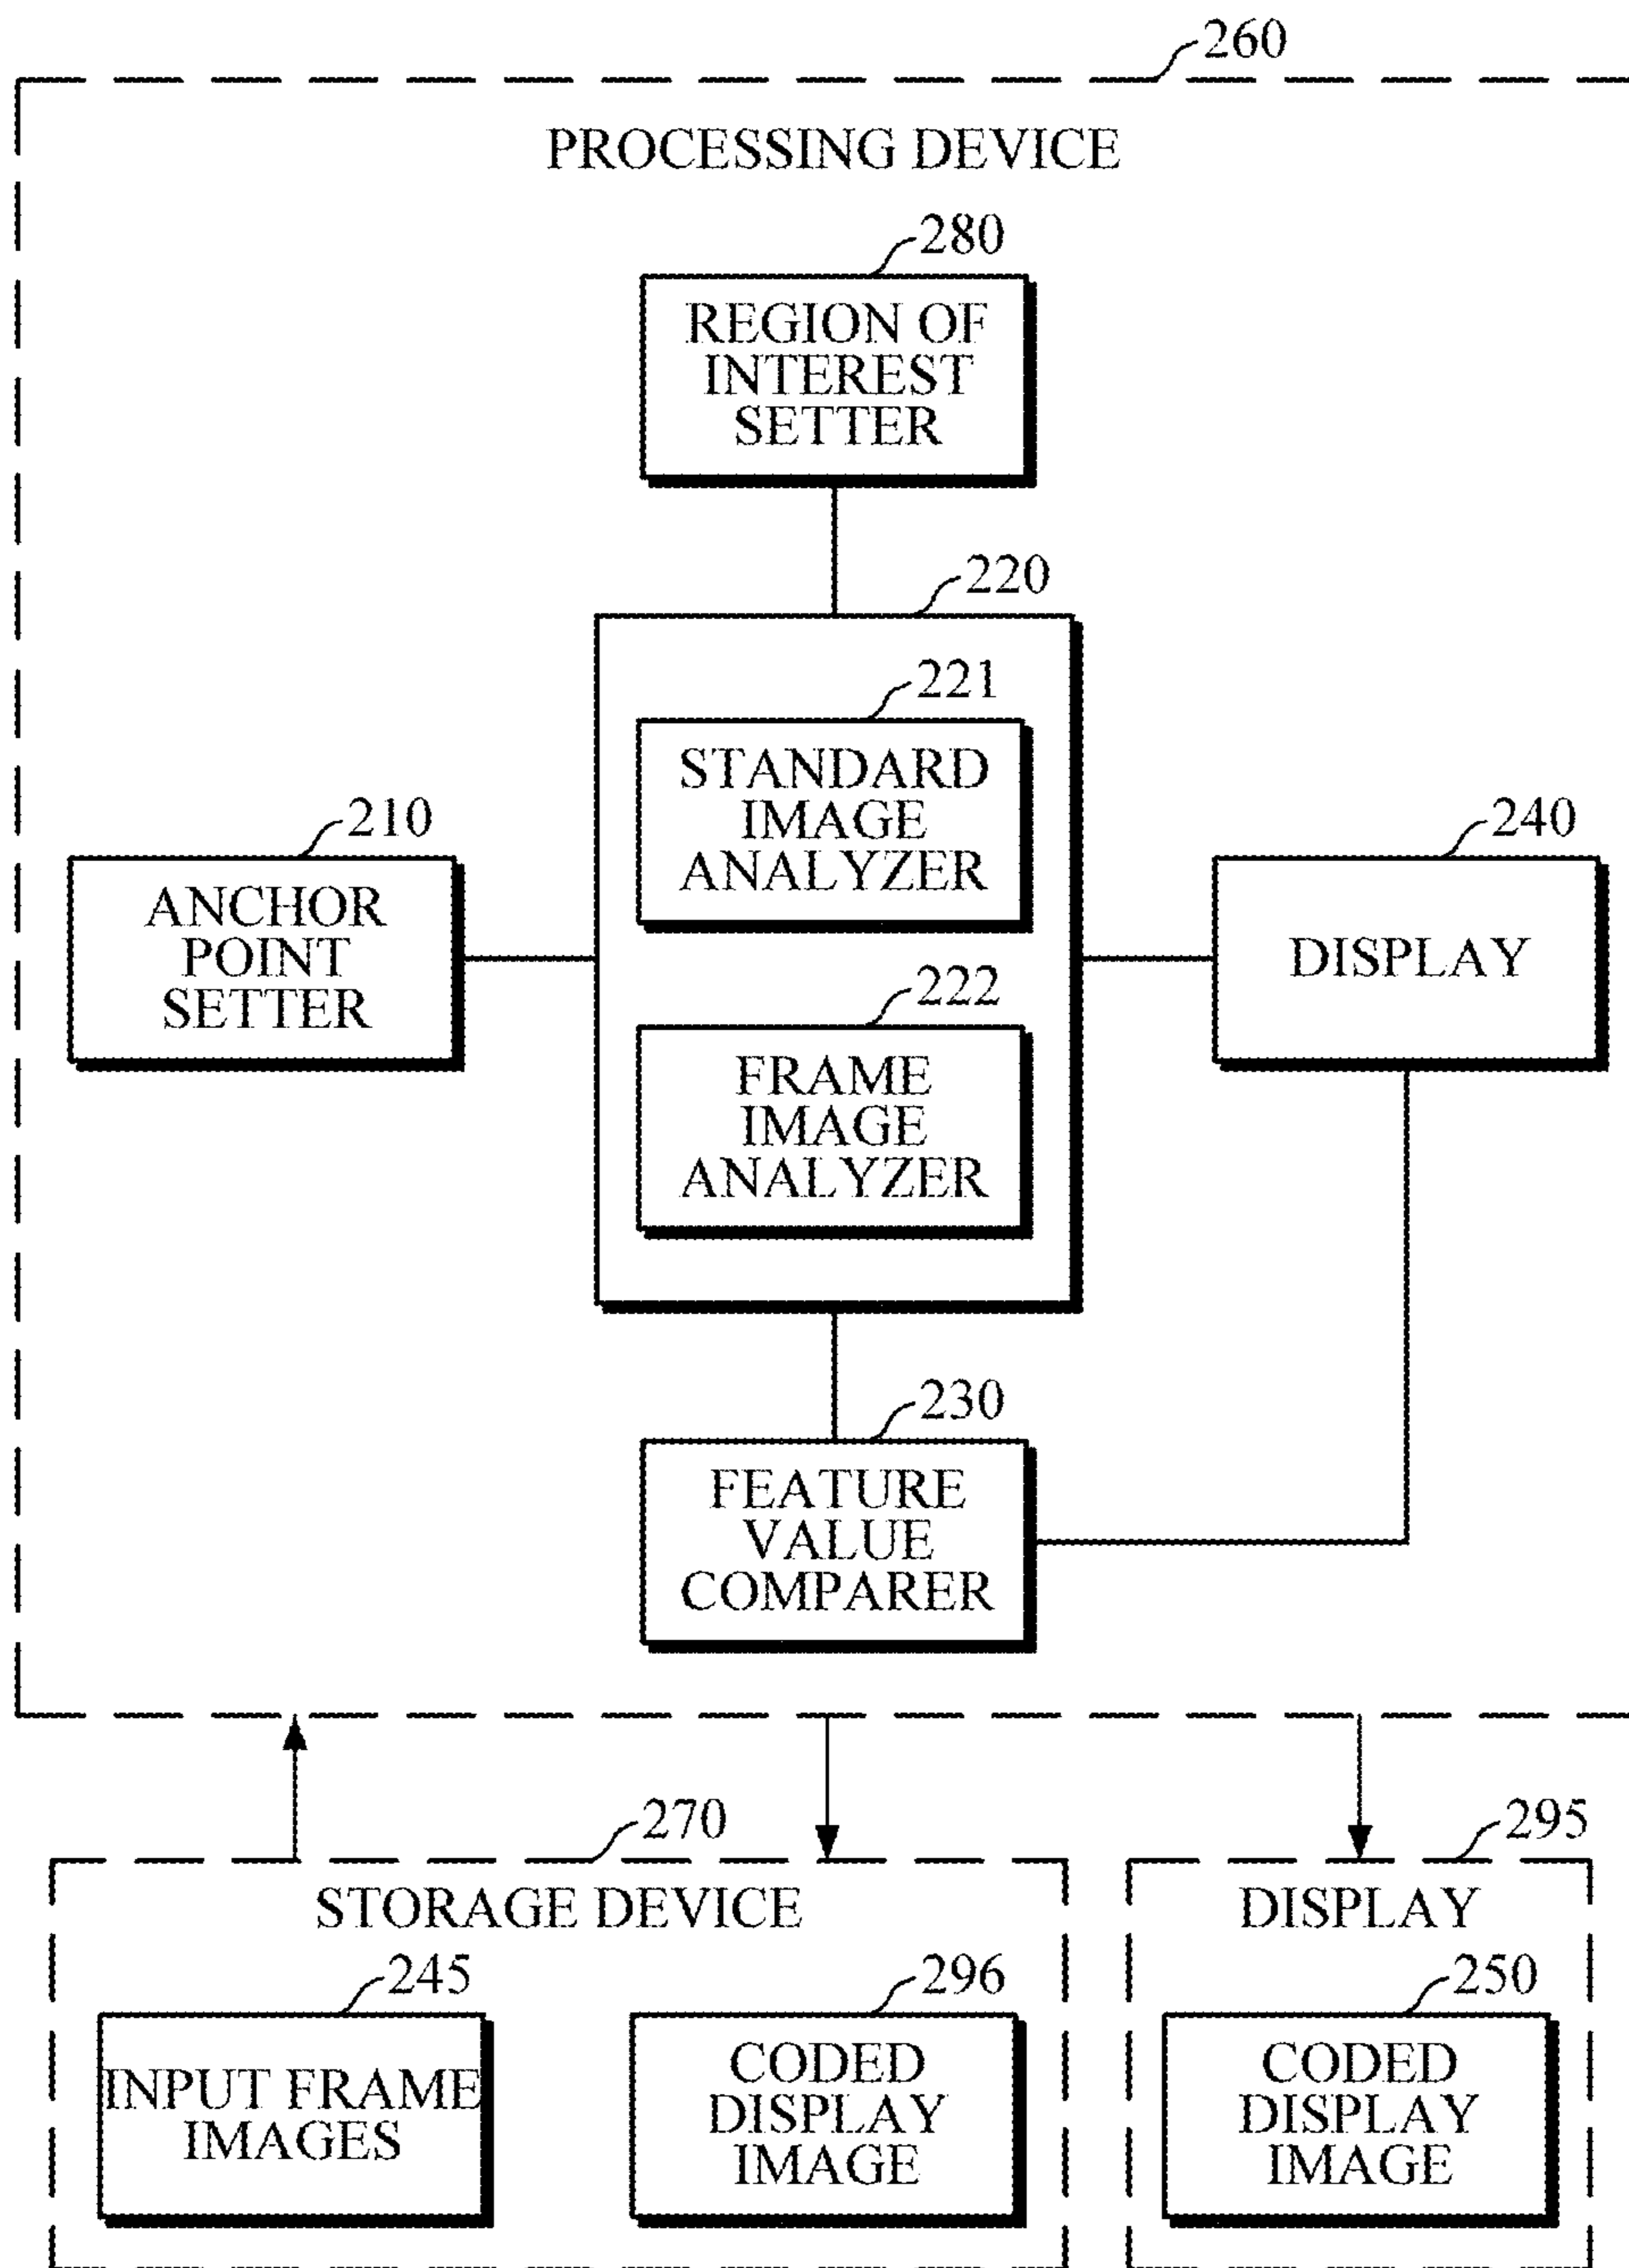 260
PROCESSING DEVICE
280
REGION OF
INTEREST
SETTER
220
221
STANDARD
IMAGE
ANALYZER
210
ANCHOR
POINT
SETTER
240
DISPLAY
222
FRAME
IMAGE
ANALYZER
230
FEATURE
VALUE
COMPARER
270
STORAGE DEVICE
245
INPUT FRAME
IMAGES
296
CODED
DISPLAY
IMAGE
295
DISPLAY
250
CODED
DISPLAY
IMAGE